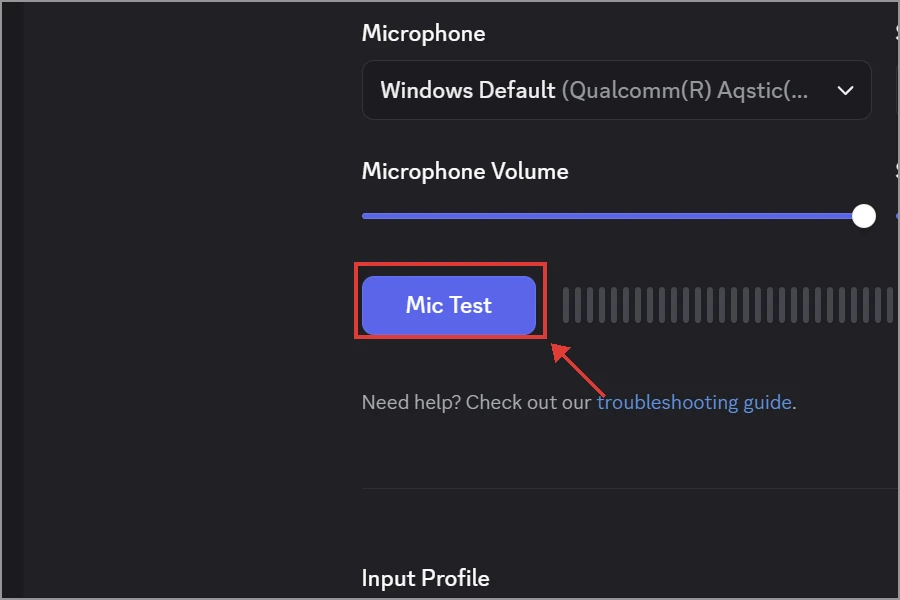 Microphone
Windows Default (Qualcomm(R) Aqstic(...
Microphone Volume
Mic Test
Need help? Check out our troubleshooting guide.
Input Profile